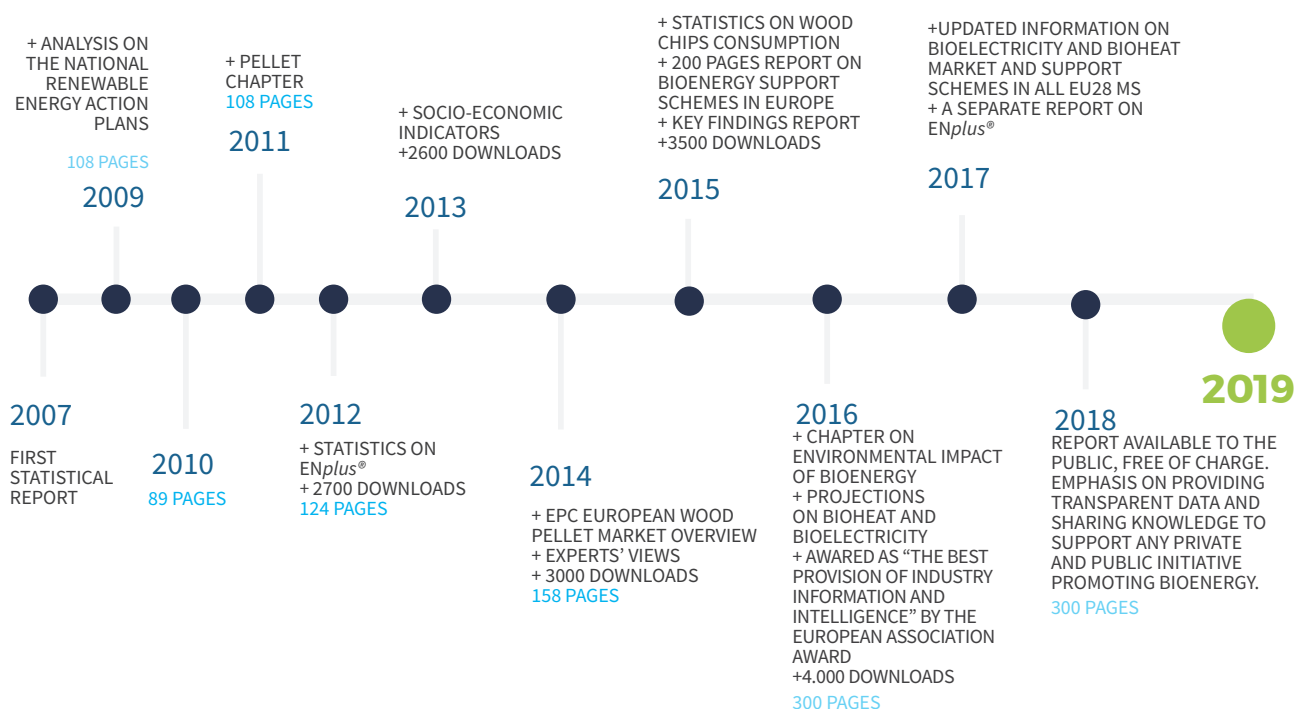 + ANALYSIS ON
THE NATIONAL
RENEWABLE
ENERGY ACTION
PLANS
108 PAGES
2009
+ PELLET
CHAPTER
108 PAGES
2011
+ SOCIO-ECONOMIC
INDICATORS
+2600 DOWNLOADS
2013
+ STATISTICS ON WOOD
CHIPS CONSUMPTION
+ 200 PAGES REPORT ON
BIOENERGY SUPPORT
SCHEMES IN EUROPE
+ KEY FINDINGS REPORT
+3500 DOWNLOADS
2015
+UPDATED INFORMATION ON
BIOELECTRICITY AND BIOHEAT
MARKET AND SUPPORT
SCHEMES IN ALL EU28 MS
+ A SEPARATE REPORT ON
ENplus®
2017
2007
FIRST
STATISTICAL
REPORT
2010
89 PAGES
2012
+ STATISTICS ON
ENplus®
+ 2700 DOWNLOADS
124 PAGES
2014
+ EPC EUROPEAN WOOD
PELLET MARKET OVERVIEW
+ EXPERTS’ VIEWS
+ 3000 DOWNLOADS
158 PAGES
2016
+ CHAPTER ON
ENVIRONMENTAL IMPACT
OF BIOENERGY
+ PROJECTIONS
ON BIOHEAT AND
BIOELECTRICITY
+ AWARED AS “THE BEST
PROVISION OF INDUSTRY
INFORMATION AND
INTELLIGENCE” BY THE
EUROPEAN ASSOCIATION
AWARD
+4.000 DOWNLOADS
300 PAGES
2018
REPORT AVAILABLE TO THE
PUBLIC, FREE OF CHARGE.
EMPHASIS ON PROVIDING
TRANSPARENT DATA AND
SHARING KNOWLEDGE TO
SUPPORT ANY PRIVATE
AND PUBLIC INITIATIVE
PROMOTING BIOENERGY.
300 PAGES
2019